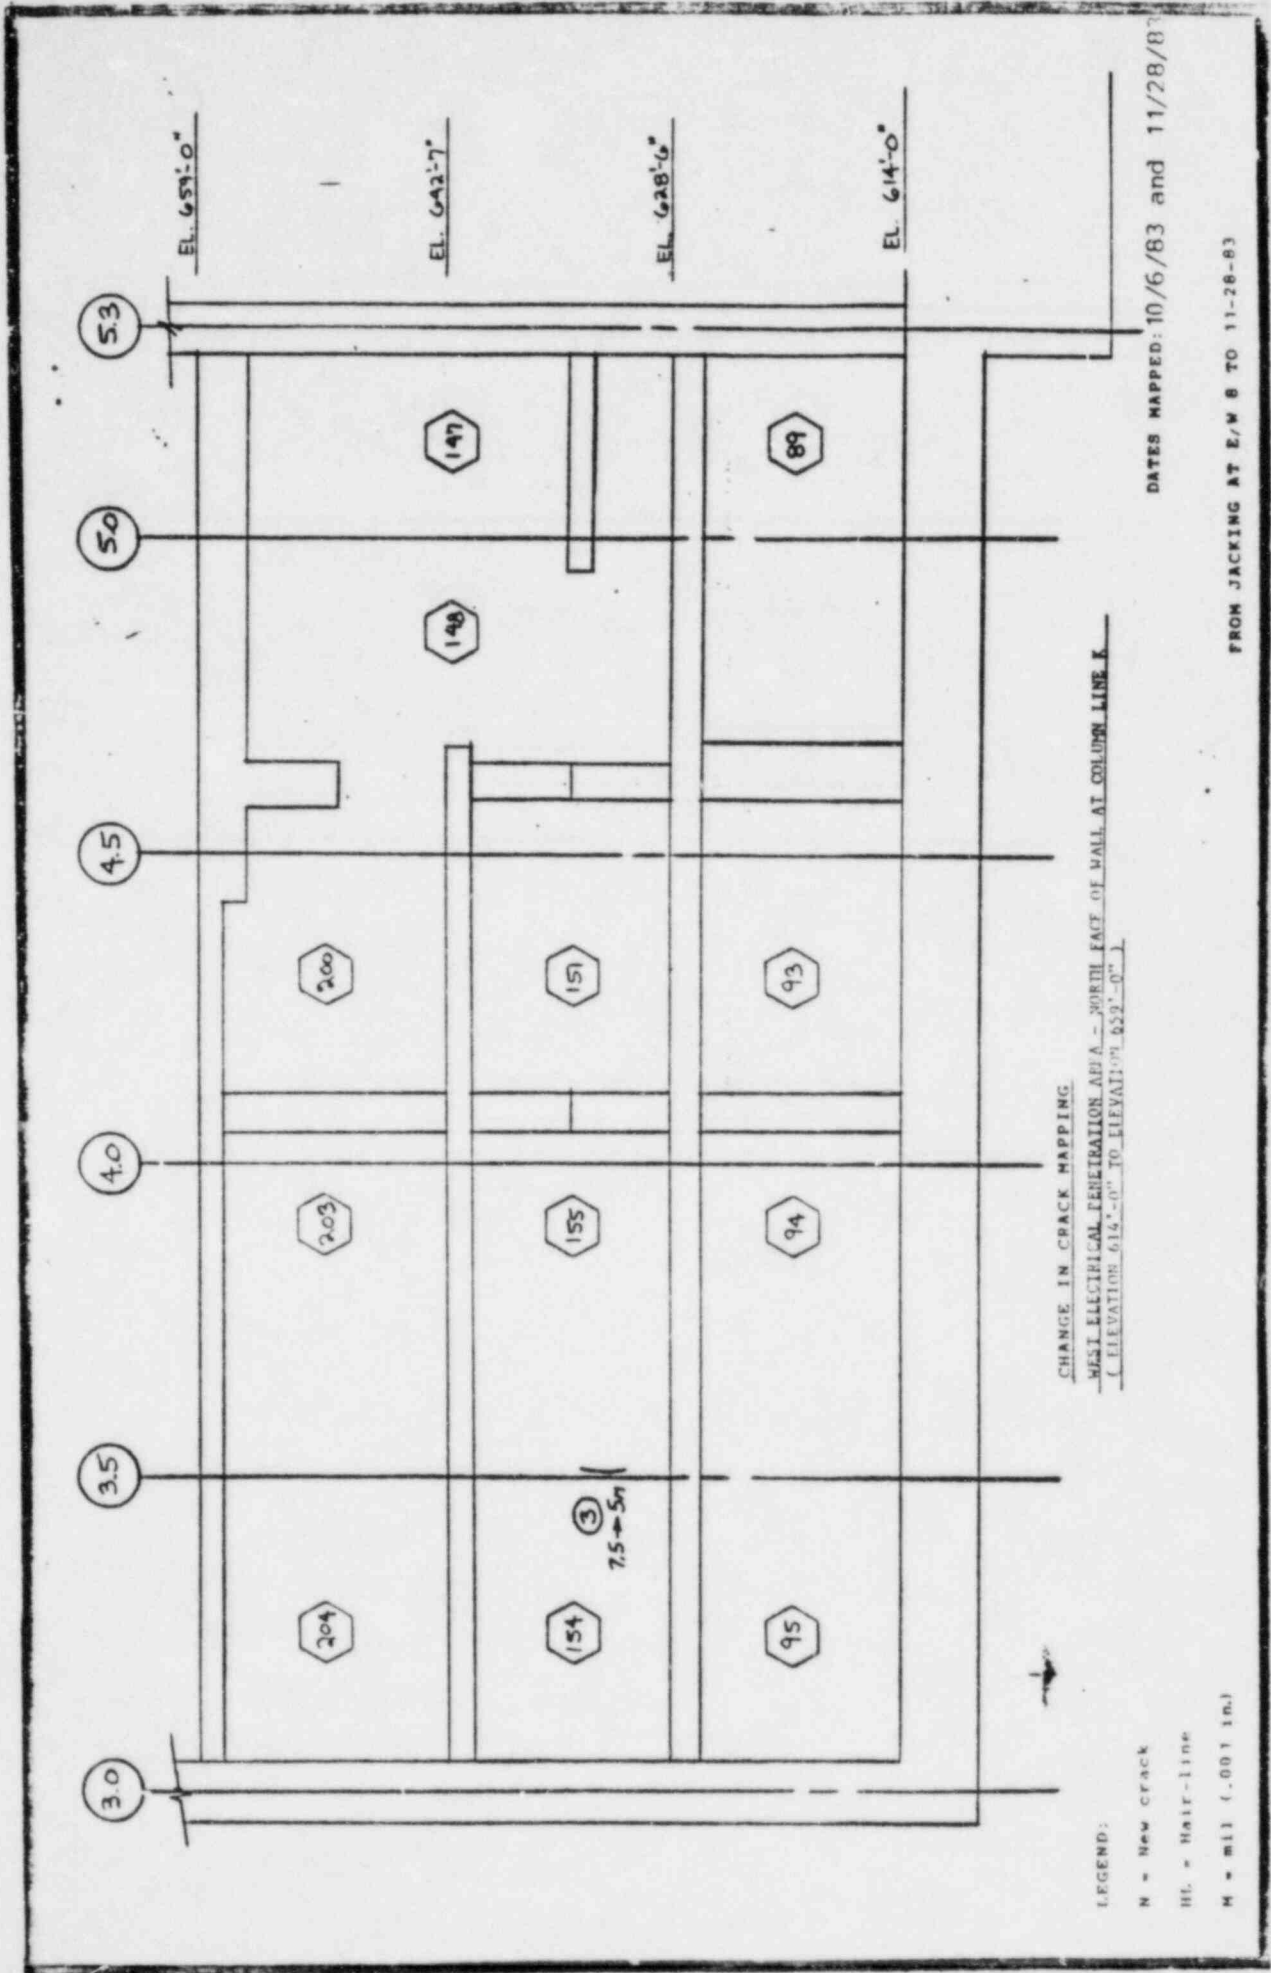 3.0
3.5
4.0
4.5
5.0
5.3
EL. 659'-0"
EL. 642'-7"
EL. 628'-6"
EL. 614'-0"
204
203
200
148
147
154
155
151
3
7.5→5M
95
94
93
89
CHANGE IN CRACK MAPPING
WEST ELECTRICAL PENETRATION AREA - NORTH FACE OF WALL AT COLUMN LINE K
( ELEVATION 614'-0" TO ELEVATION 659'-0" )
LEGEND:
N = New crack
HL = Hair-line
M = mil (.001 in.)
DATES MAPPED: 10/6/83 and 11/28/83
FROM JACKING AT E/W 8 TO 11-28-83